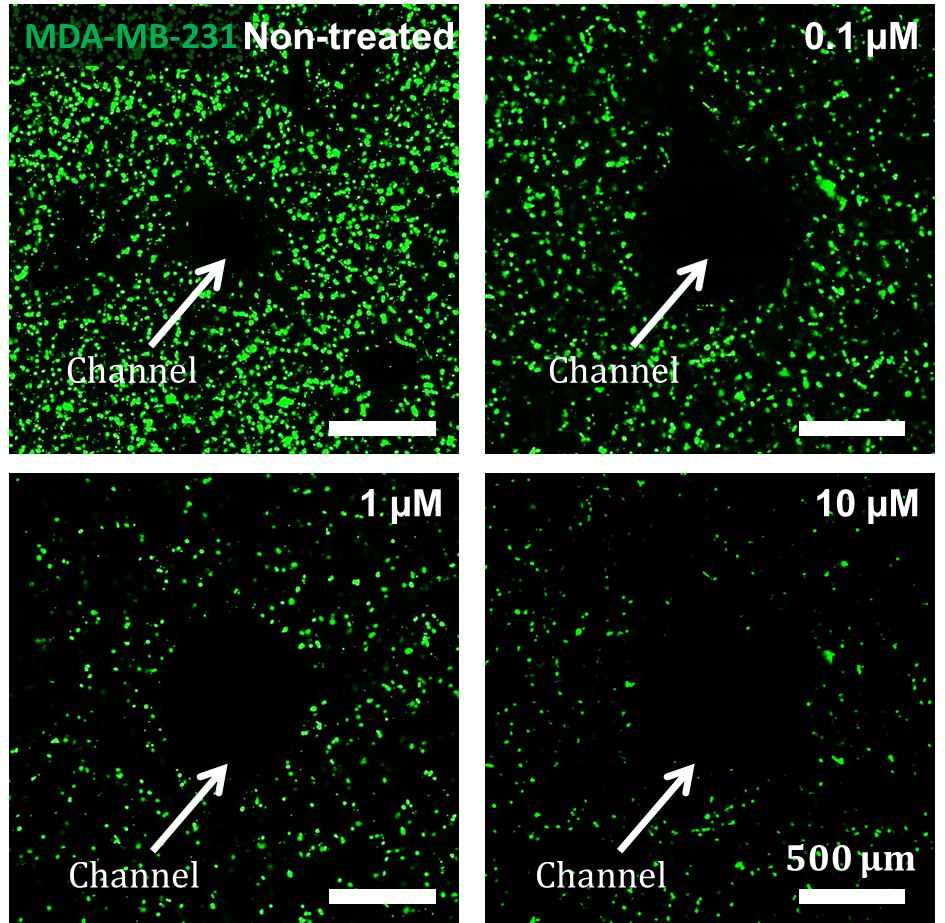 MDA-MB-231 Non-treated
Channel
0.1 µM
Channel
1 µM
Channel
10 µM
Channel
500 µm